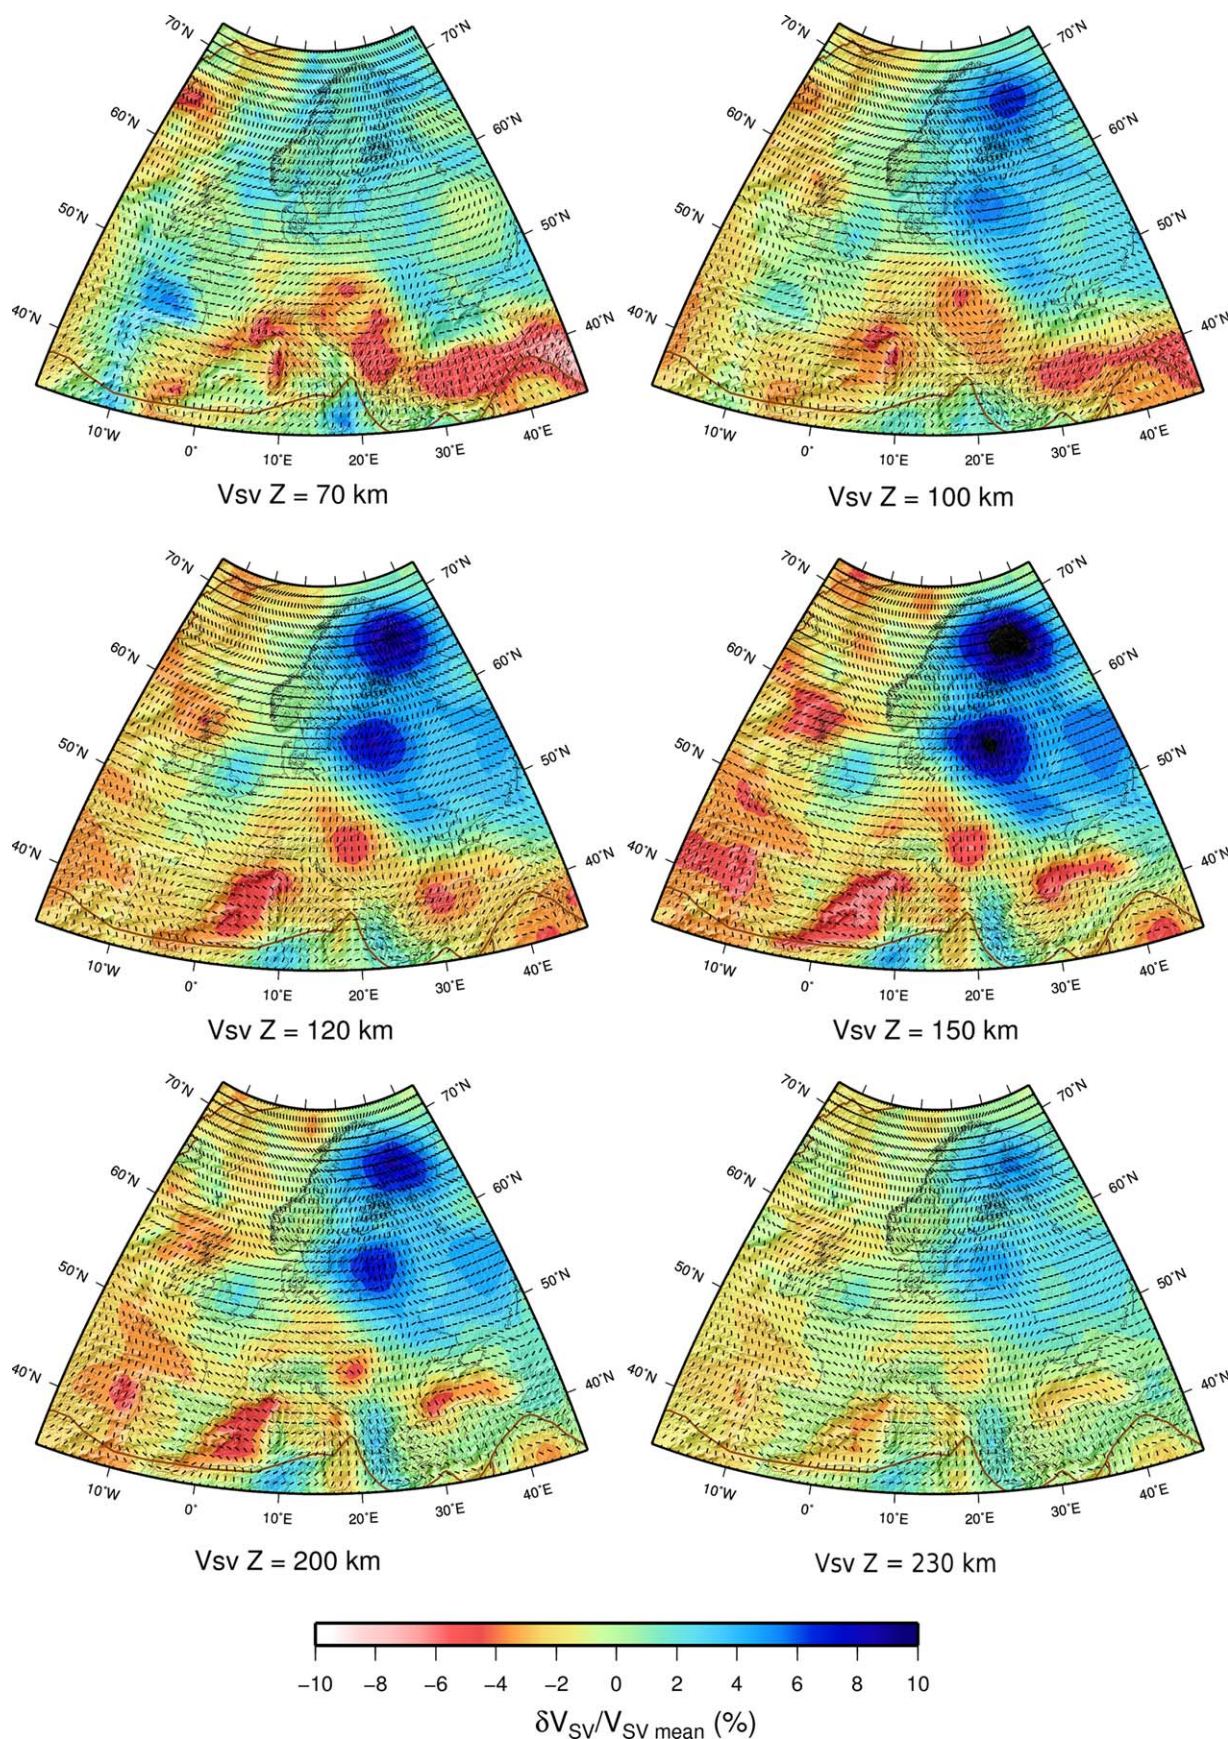 70˚N 70˚N 70˚N 70˚N
60˚N 60˚N 60˚N 60˚N
50˚N 50˚N 50˚N 50˚N
40˚N 40˚N 40˚N 40˚N
10˚W 0˚ 10˚E 20˚E 30˚E 40˚E 10˚W 0˚ 10˚E 20˚E 30˚E 40˚E
Vsv Z = 70 km Vsv Z = 100 km
70˚N 70˚N 70˚N 70˚N
60˚N 60˚N 60˚N 60˚N
50˚N 50˚N 50˚N 50˚N
40˚N 40˚N 40˚N 40˚N
10˚W 0˚ 10˚E 20˚E 30˚E 40˚E 10˚W 0˚ 10˚E 20˚E 30˚E 40˚E
Vsv Z = 120 km Vsv Z = 150 km
70˚N 70˚N 70˚N 70˚N
60˚N 60˚N 60˚N 60˚N
50˚N 50˚N 50˚N 50˚N
40˚N 40˚N 40˚N 40˚N
10˚W 0˚ 10˚E 20˚E 30˚E 40˚E 10˚W 0˚ 10˚E 20˚E 30˚E 40˚E
Vsv Z = 200 km Vsv Z = 230 km
−10 −8 −6 −4 −2 0 2 4 6 8 10
δV_SV/V_SV mean (%)